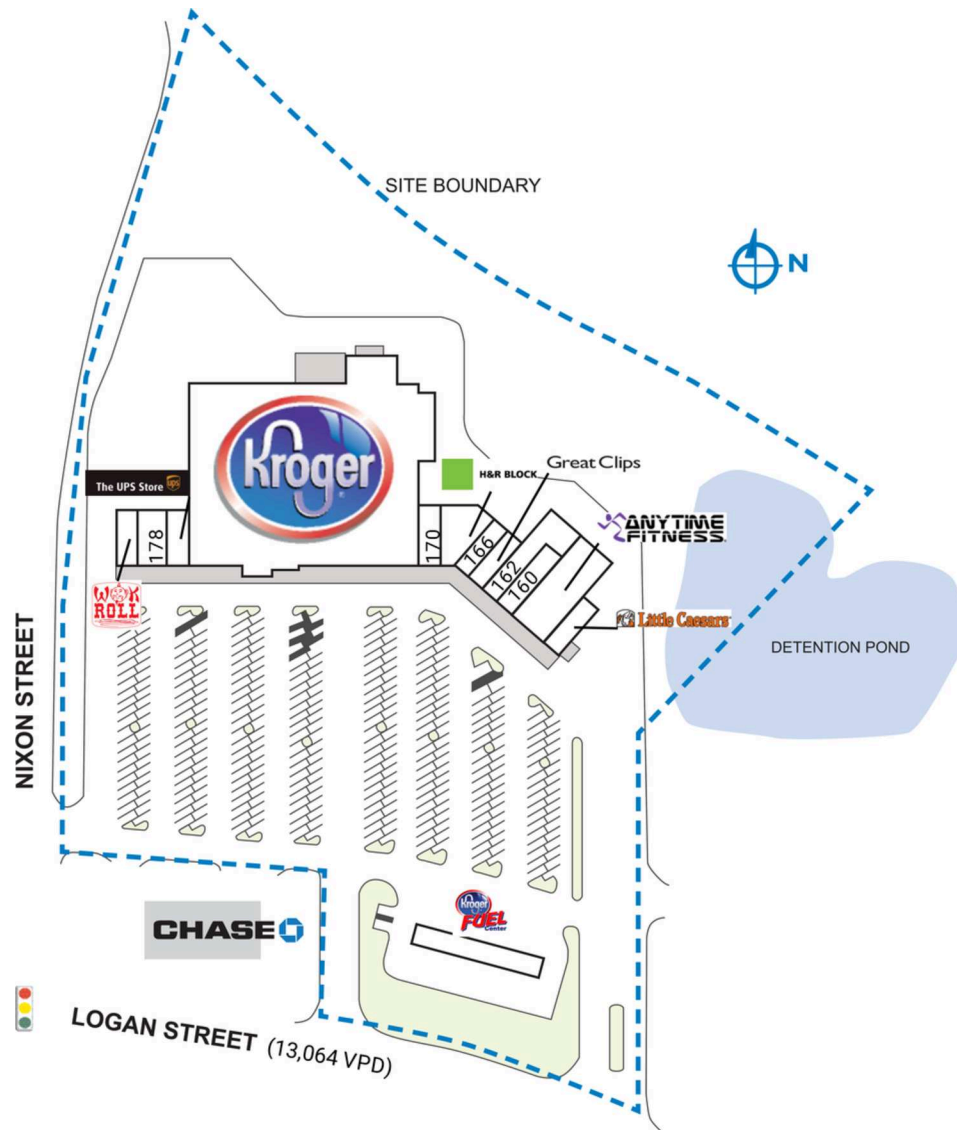 SITE BOUNDARY
N
Kroger
Great Clips
H&R BLOCK
The UPS Store ups
ANYTIME
FITNESS
178
170
166
162
160
WOK
ROLL
Little Caesars
DETENTION POND
NIXON STREET
Kroger
FUEL
Center
CHASE
LOGAN STREET (13,064 VPD)